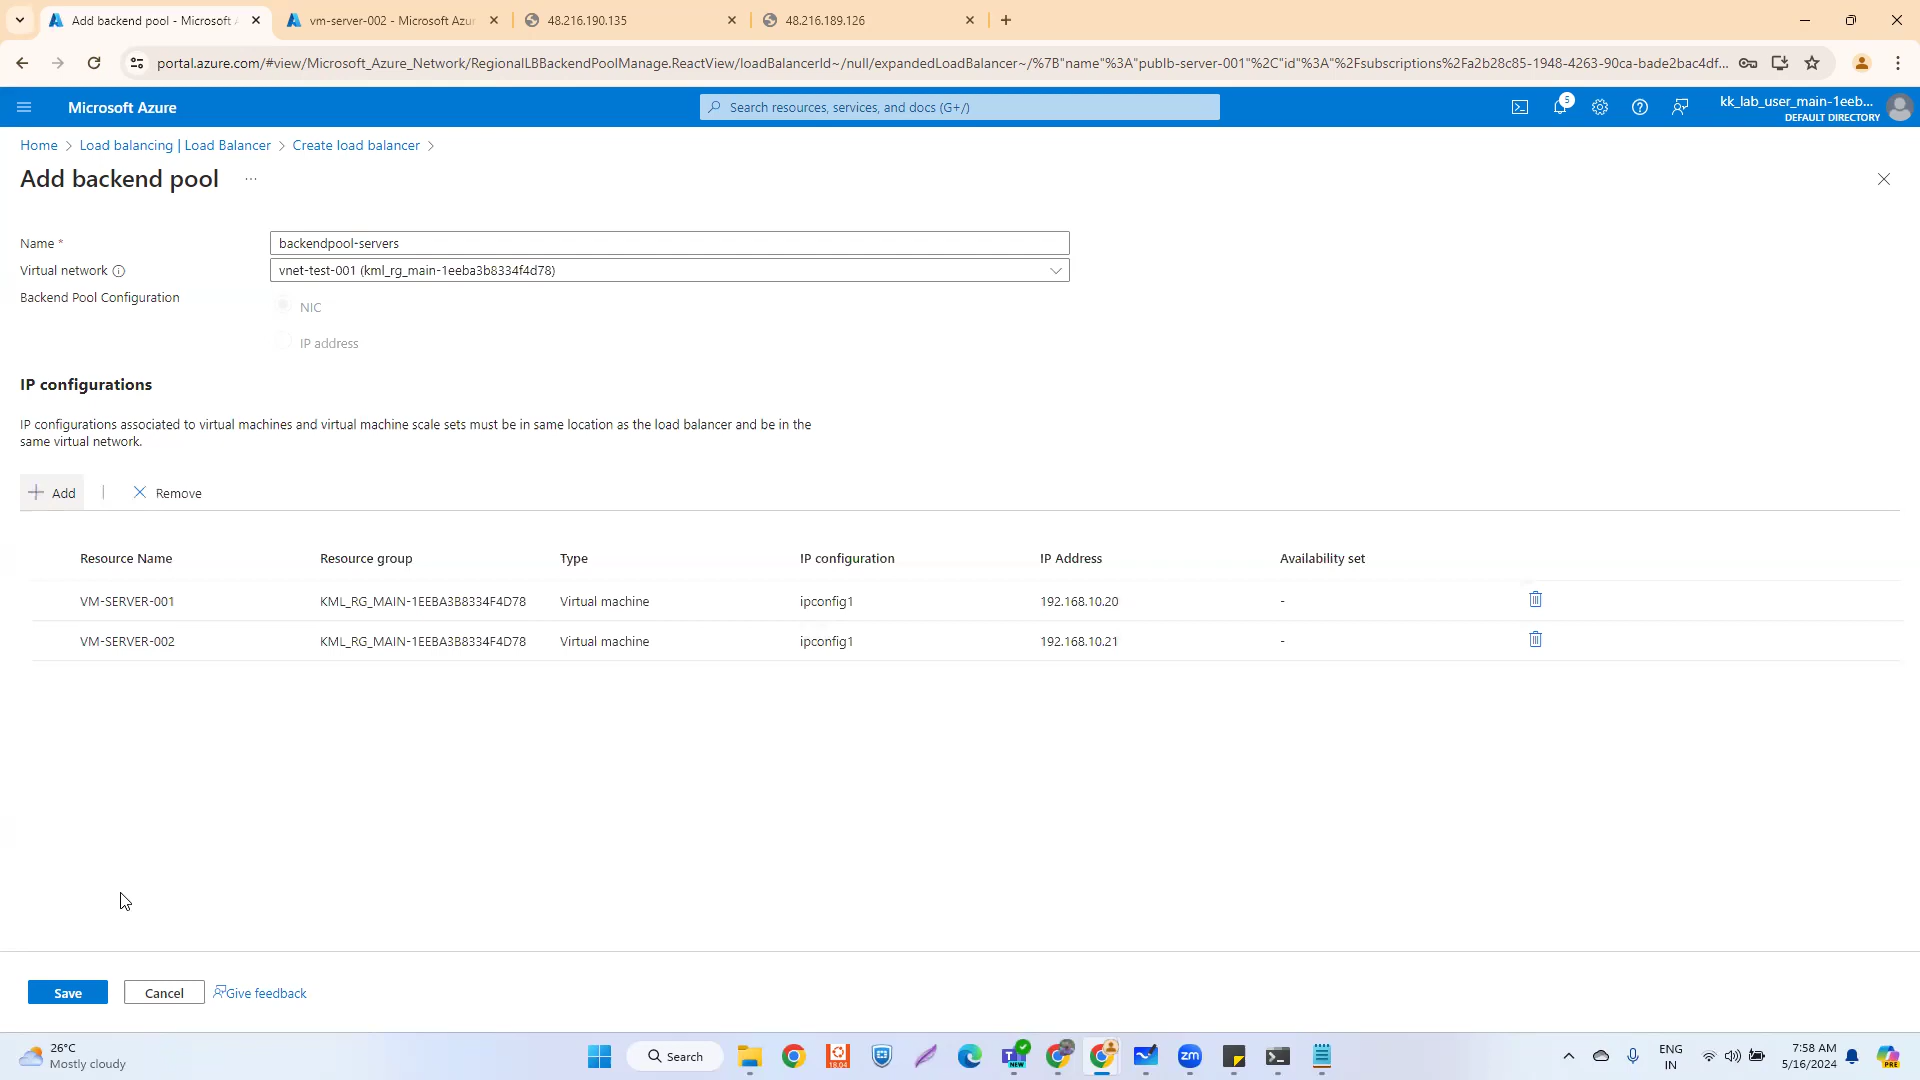 Add backend pool - Microsoft A
vm-server-002 - Microsoft Azur
48.216.190.135
48.216.189.126
portal.azure.com/#view/Microsoft_Azure_Network/RegionalLBBackendPoolManage.ReactView/loadBalancerId~/null/expandedLoadBalancer~/%7B"name"%3A"publb-server-001"%2C"id"%3A"%2Fsubscriptions%2Fa2b28c85-1948-4263-90ca-bade2bac4df...
Microsoft Azure
Search resources, services, and docs (G+/)
5
kk_lab_user_main-1eeb...
DEFAULT DIRECTORY
Home > Load balancing | Load Balancer > Create load balancer >
Add backend pool ...
Name *
backendpool-servers
Virtual network
vnet-test-001 (kml_rg_main-1eeba3b8334f4d78)
Backend Pool Configuration
NIC
IP address
IP configurations
IP configurations associated to virtual machines and virtual machine scale sets must be in same location as the load balancer and be in the
same virtual network.
+ Add | Remove
Resource Name Resource group Type IP configuration IP Address Availability set
VM-SERVER-001 KML_RG_MAIN-1EEBA3B8334F4D78 Virtual machine ipconfig1 192.168.10.20 -
VM-SERVER-002 KML_RG_MAIN-1EEBA3B8334F4D78 Virtual machine ipconfig1 192.168.10.21 -
Save Cancel Give feedback
26°C
Mostly cloudy
Search
18.04
NEW
zm
ENG
IN
7:58 AM
5/16/2024
PRE